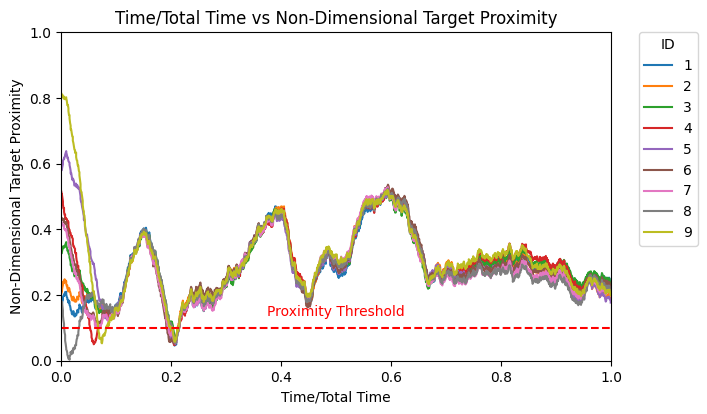 Time/Total Time vs Non-Dimensional Target Proximity
Non-Dimensional Target Proximity
1.0
0.8
0.6
0.4
0.2
0.0
Proximity Threshold
0.0 0.2 0.4 0.6 0.8 1.0
Time/Total Time
ID
1
2
3
4
5
6
7
8
9